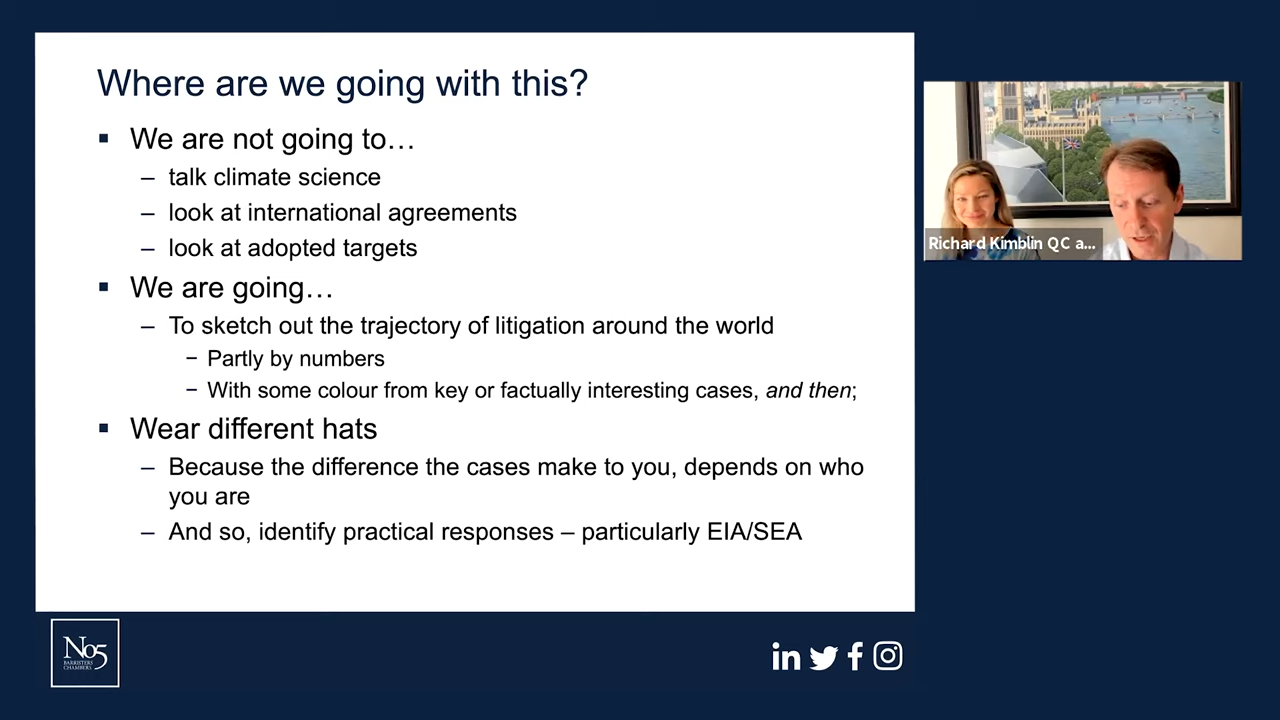 Where are we going with this?
▪ We are not going to…
– talk climate science
– look at international agreements
– look at adopted targets
▪ We are going…
– To sketch out the trajectory of litigation around the world
− Partly by numbers
− With some colour from key or factually interesting cases, and then;
▪ Wear different hats
– Because the difference the cases make to you, depends on who
you are
– And so, identify practical responses – particularly EIA/SEA
Richard Kimblin QC a...
No5
BARRISTERS
CHAMBERS
in
f